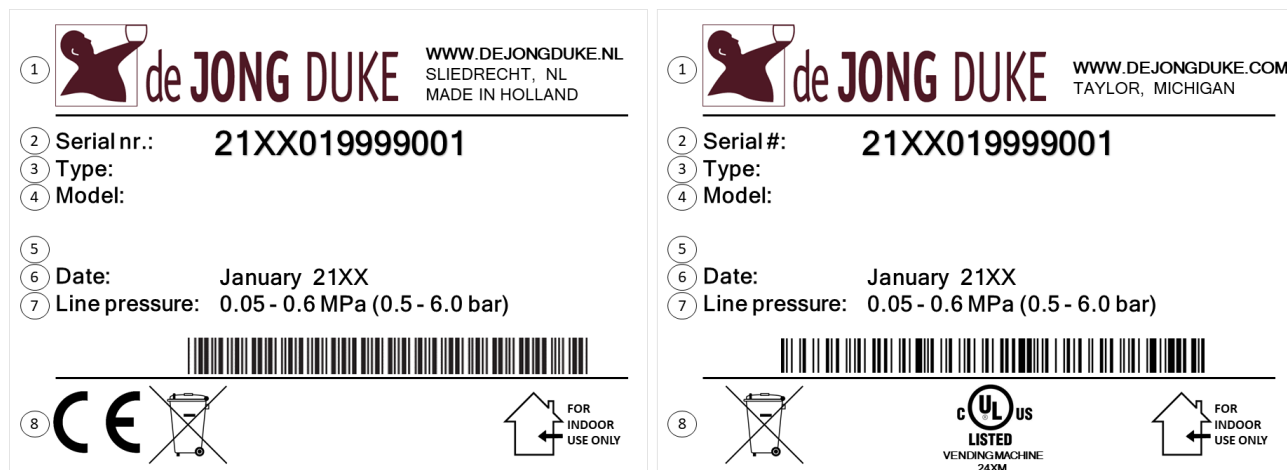 1
de JONG DUKE
WWW.DEJONGDUKE.NL
SLIEDRECHT, NL
MADE IN HOLLAND
2 Serial nr.: 21XX019999001
3 Type:
4 Model:
5
6 Date: January 21XX
7 Line pressure: 0.05 - 0.6 MPa (0.5 - 6.0 bar)
8 CE
FOR
INDOOR
USE ONLY
1
de JONG DUKE
WWW.DEJONGDUKE.COM
TAYLOR, MICHIGAN
2 Serial #: 21XX019999001
3 Type:
4 Model:
5
6 Date: January 21XX
7 Line pressure: 0.05 - 0.6 MPa (0.5 - 6.0 bar)
8
C UL ® US
LISTED
VENDING MACHINE
24XM
FOR
INDOOR
USE ONLY